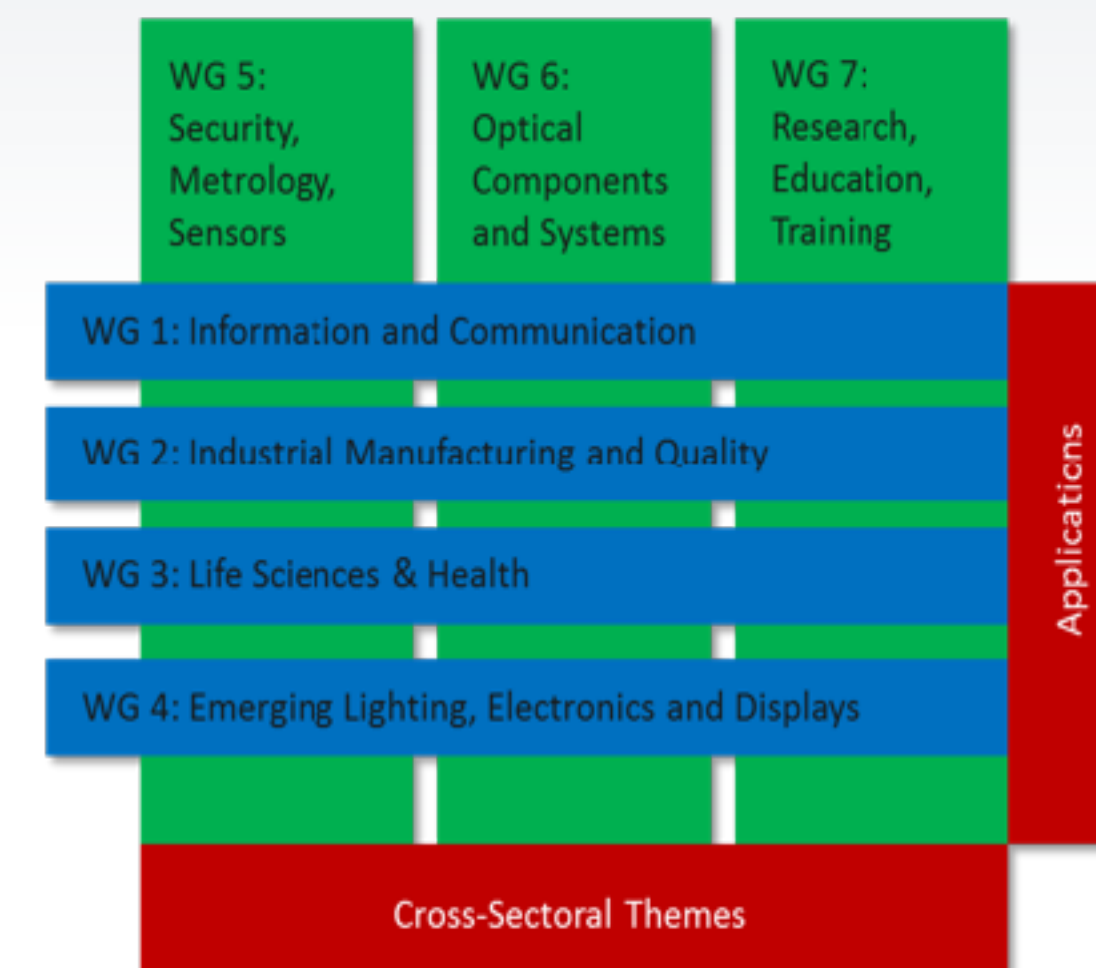 WG 5:
Security,
Metrology,
Sensors
WG 6:
Optical
Components
and Systems
WG 7:
Research,
Education,
Training
WG 1: Information and Communication
WG 2: Industrial Manufacturing and Quality
WG 3: Life Sciences & Health
WG 4: Emerging Lighting, Electronics and Displays
Applications
Cross-Sectoral Themes